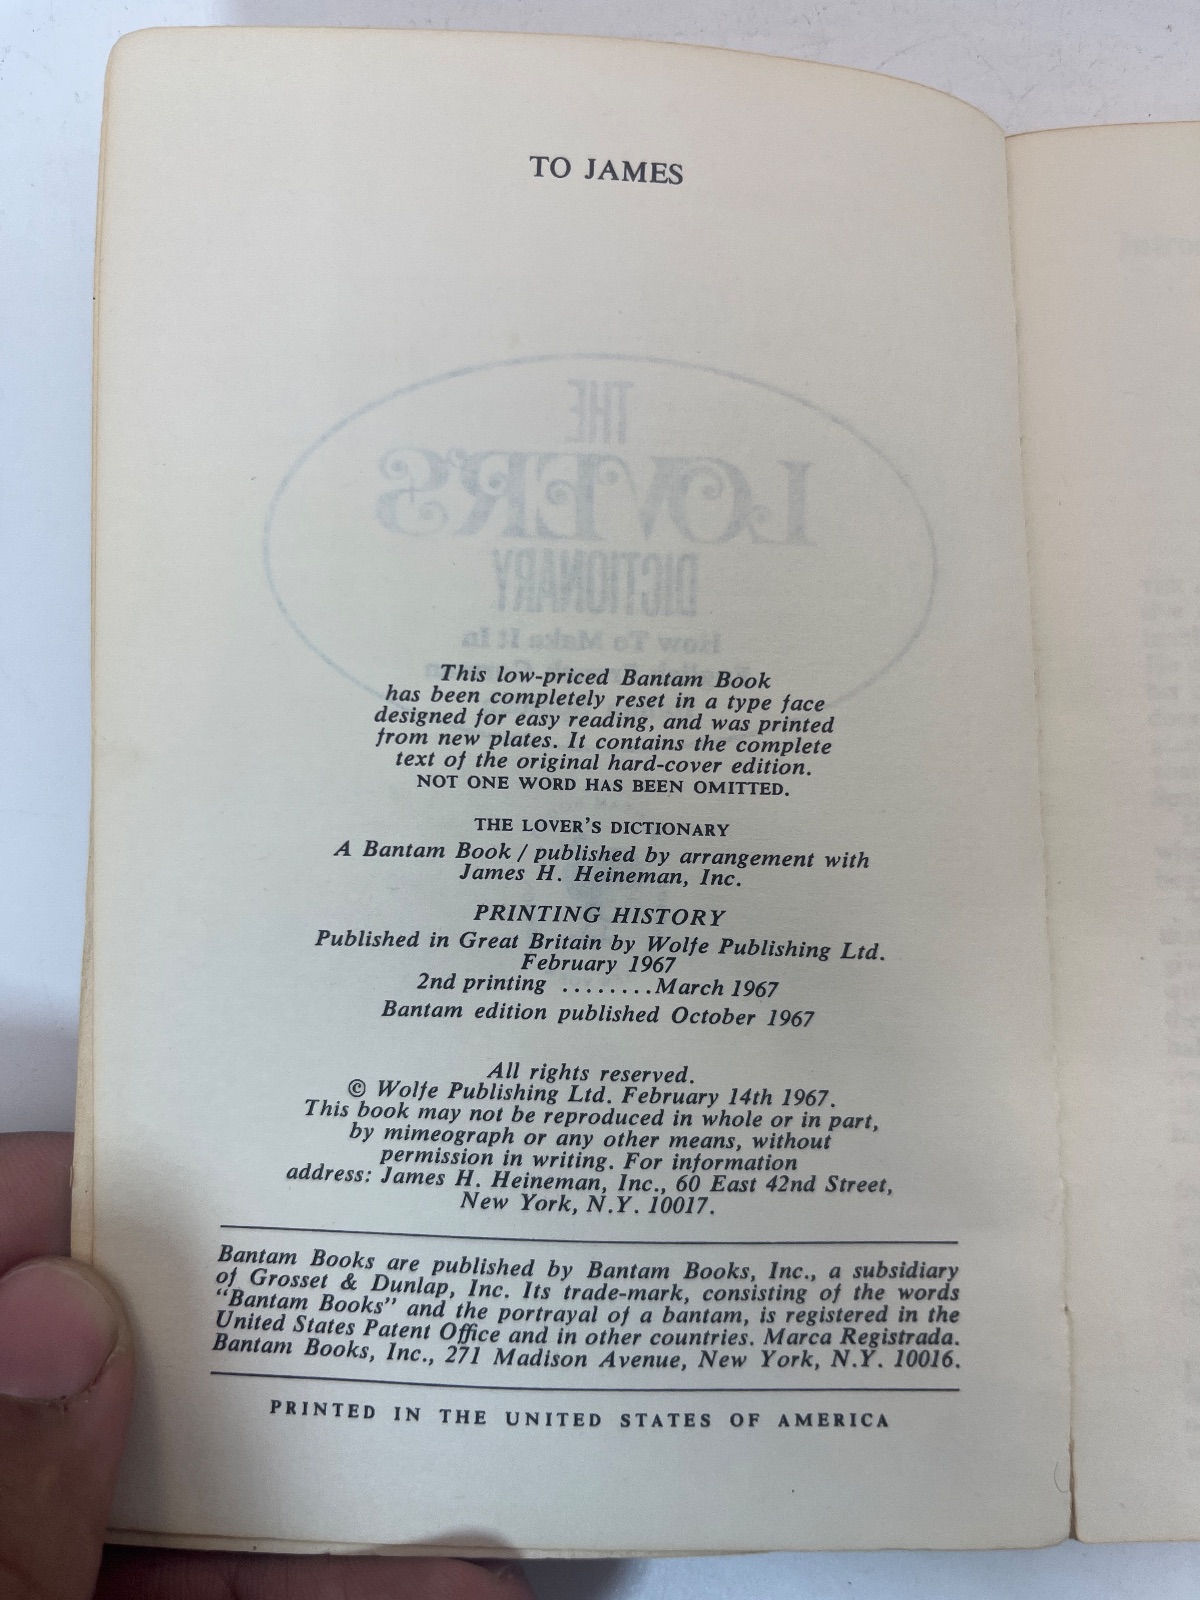 TO JAMES
THE
LOVER'S
DICTIONARY
How To Make It In
This low-priced Bantam Book
has been completely reset in a type face
designed for easy reading, and was printed
from new plates. It contains the complete
text of the original hard-cover edition.
NOT ONE WORD HAS BEEN OMITTED.
THE LOVER'S DICTIONARY
A Bantam Book / published by arrangement with
James H. Heineman, Inc.
PRINTING HISTORY
Published in Great Britain by Wolfe Publishing Ltd.
February 1967
2nd printing ........March 1967
Bantam edition published October 1967
All rights reserved.
© Wolfe Publishing Ltd. February 14th 1967.
This book may not be reproduced in whole or in part,
by mimeograph or any other means, without
permission in writing. For information
address: James H. Heineman, Inc., 60 East 42nd Street,
New York, N.Y. 10017.
Bantam Books are published by Bantam Books, Inc., a subsidiary
of Grosset & Dunlap, Inc. Its trade-mark, consisting of the words
"Bantam Books" and the portrayal of a bantam, is registered in the
United States Patent Office and in other countries. Marca Registrada.
Bantam Books, Inc., 271 Madison Avenue, New York, N.Y. 10016.
PRINTED IN THE UNITED STATES OF AMERICA